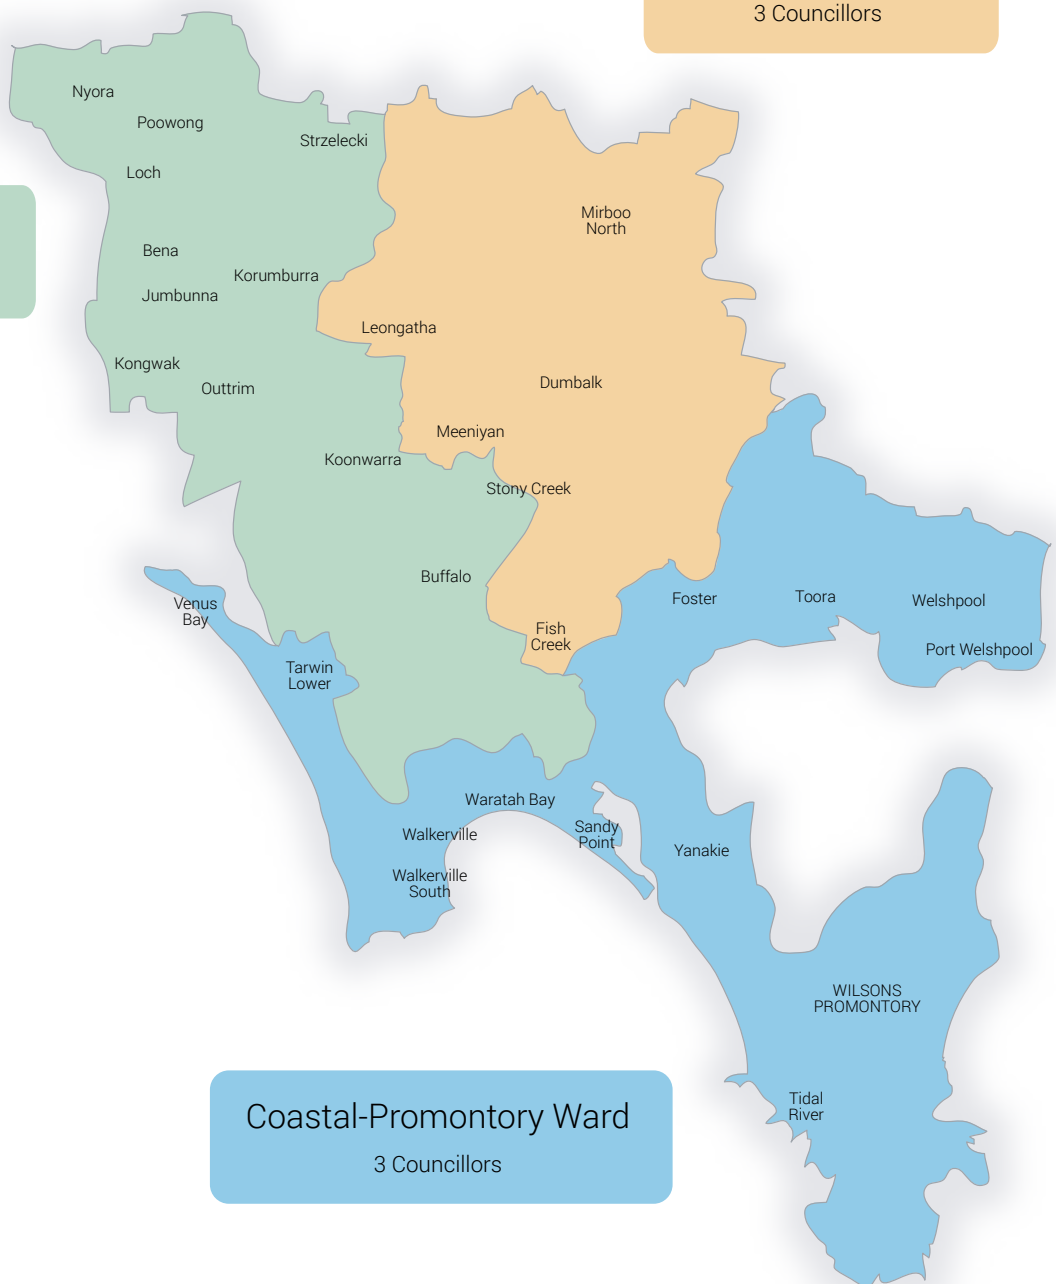 3 Councillors
Nyora
Poowong
Strzelecki
Loch
Mirboo
North
Bena
Korumburra
Jumbunna
Leongatha
Kongwak
Dumbalk
Outtrim
Meeniyan
Koonwarra
Stony Creek
Buffalo
Foster
Toora
Welshpool
Venus
Bay
Fish
Creek
Port Welshpool
Tarwin
Lower
Waratah Bay
Sandy
Point
Walkerville
Yanakie
Walkerville
South
WILSONS
PROMONTORY
Tidal
River
Coastal-Promontory Ward
3 Councillors